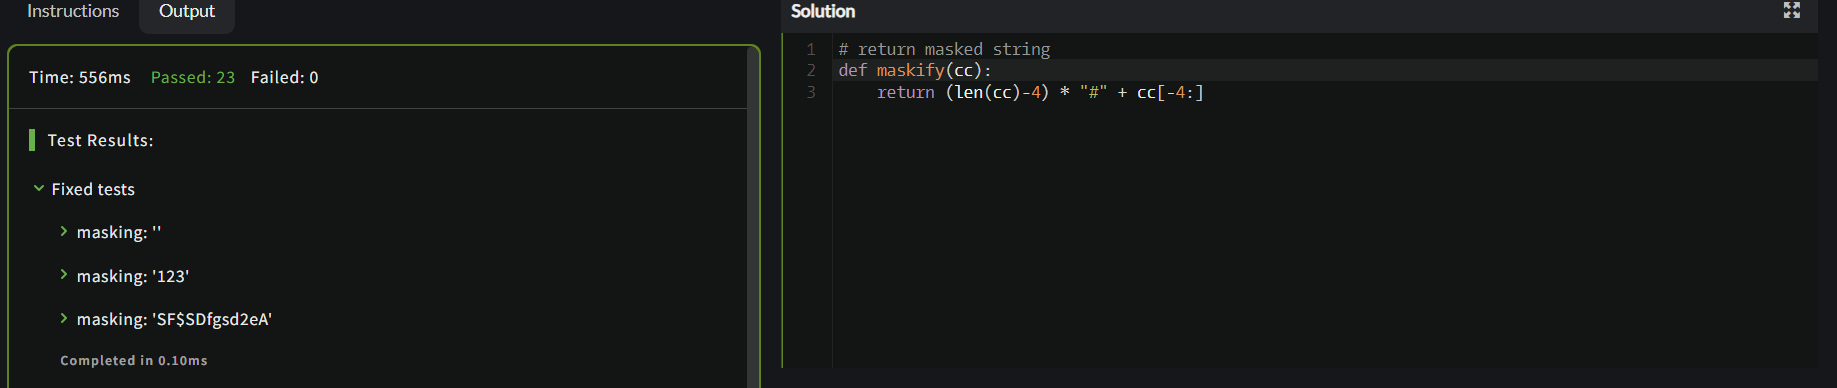 Instructions Output
Time: 556ms Passed: 23 Failed: 0
Test Results:
Fixed tests
masking: ''
masking: '123'
masking: 'SF$SDfgsd2eA'
Completed in 0.10ms
Solution
1 # return masked string
2 def maskify(cc):
3     return (len(cc)-4) * "#" + cc[-4:]